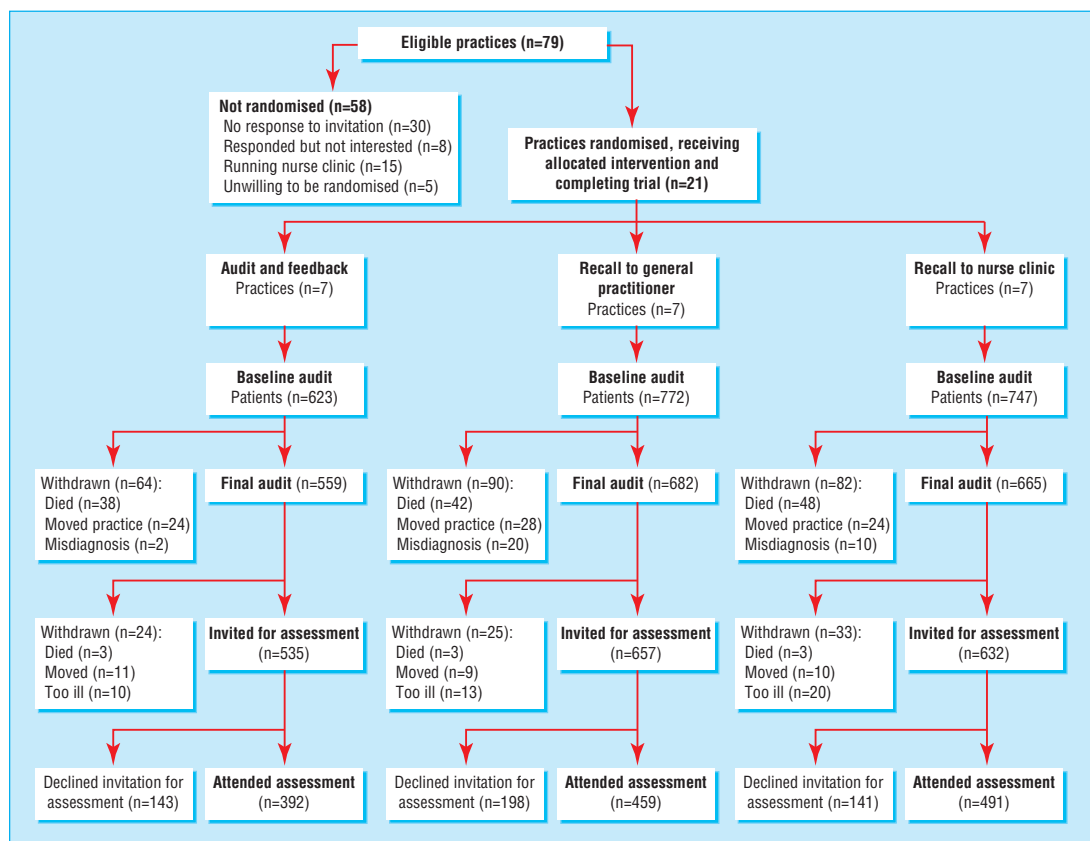 Eligible practices (n=79)
Not randomised (n=58)
No response to invitation (n=30)
Responded but not interested (n=8)
Running nurse clinic (n=15)
Unwilling to be randomised (n=5)
Practices randomised, receiving
allocated intervention and
completing trial (n=21)
Audit and feedback
Practices (n=7)
Recall to general
practitioner
Practices (n=7)
Recall to nurse clinic
Practices (n=7)
Baseline audit
Patients (n=623)
Baseline audit
Patients (n=772)
Baseline audit
Patients (n=747)
Withdrawn (n=64):
Died (n=38)
Moved practice (n=24)
Misdiagnosis (n=2)
Final audit (n=559)
Withdrawn (n=90):
Died (n=42)
Moved practice (n=28)
Misdiagnosis (n=20)
Final audit (n=682)
Withdrawn (n=82):
Died (n=48)
Moved practice (n=24)
Misdiagnosis (n=10)
Final audit (n=665)
Withdrawn (n=24):
Died (n=3)
Moved (n=11)
Too ill (n=10)
Invited for assessment
(n=535)
Withdrawn (n=25):
Died (n=3)
Moved (n=9)
Too ill (n=13)
Invited for assessment
(n=657)
Withdrawn (n=33):
Died (n=3)
Moved (n=10)
Too ill (n=20)
Invited for assessment
(n=632)
Declined invitation for
assessment (n=143)
Attended assessment
(n=392)
Declined invitation for
assessment (n=198)
Attended assessment
(n=459)
Declined invitation for
assessment (n=141)
Attended assessment
(n=491)